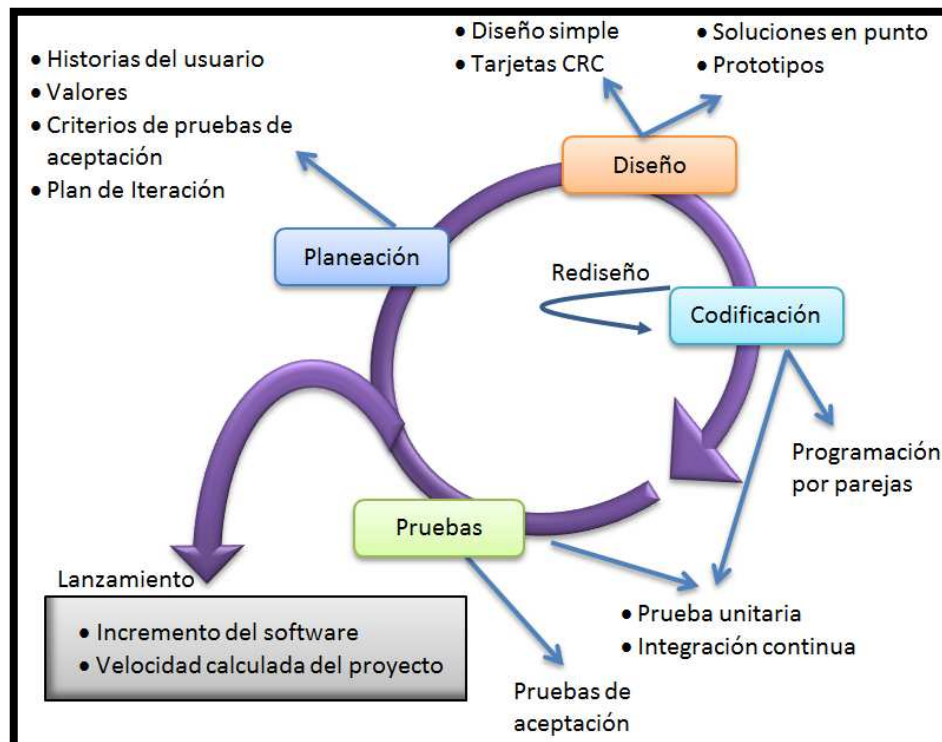 • Historias del usuario
• Valores
• Criterios de pruebas de
aceptación
• Plan de Iteración
• Diseño simple
• Tarjetas CRC
• Soluciones en punto
• Prototipos
Diseño
Planeación
Rediseño
Codificación
Programación
por parejas
Pruebas
Lanzamiento
• Incremento del software
• Velocidad calculada del proyecto
• Prueba unitaria
• Integración continua
Pruebas de
aceptación